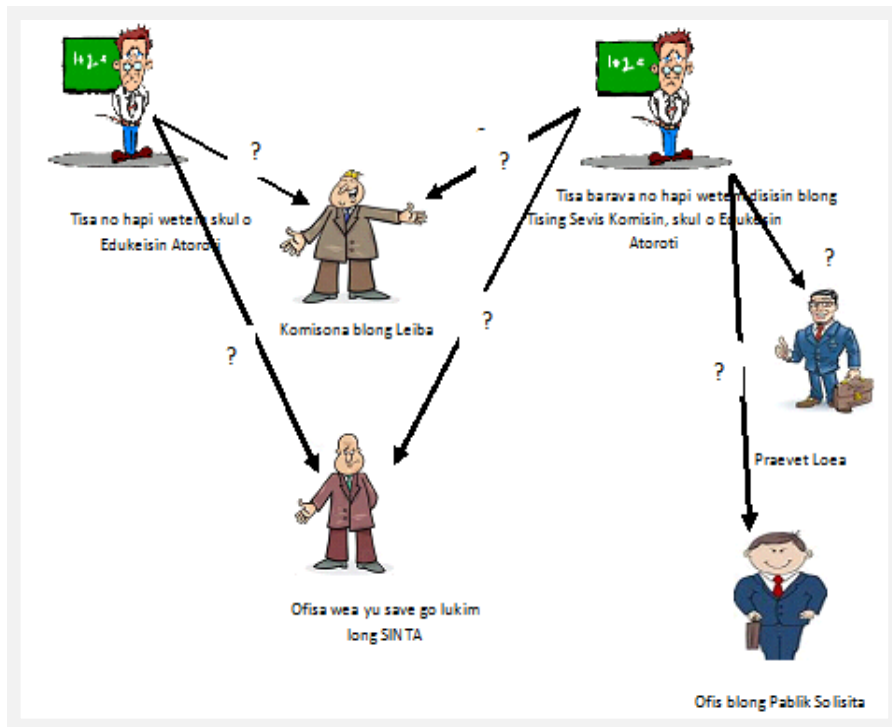 1+2=
1+2=
?
?
Tisa no hapi wetem skul o
Edukeisin Atoroti
Tisa barava no hapi wetem disisin blong
Tising Sevis Komisin, skul o Edukeisin
Atoroti
?
Komisona blong Leiba
?
?
?
Praevet Loea
Ofisa wea yu save go lukim
long SINTA
Ofis blong Pablik Solisita